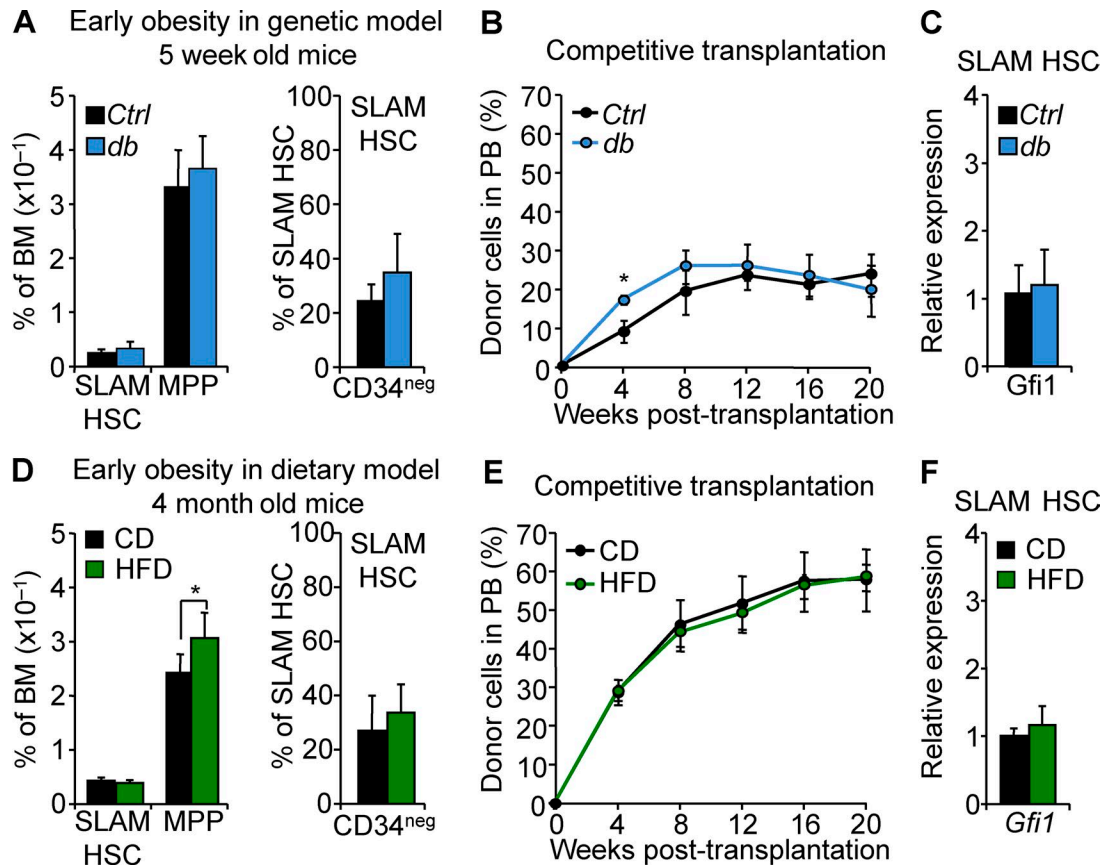 A
Early obesity in genetic model
5 week old mice
% of BM (x10⁻¹)
5
4
3
2
1
0
Ctrl
db
SLAM
HSC
MPP
% of SLAM HSC
100
80
60
40
20
0
SLAM
HSC
CD34ⁿᵉᵍ
B
Competitive transplantation
Donor cells in PB (%)
70
60
50
40
30
20
10
0
Ctrl
db
*
0 4 8 12 16 20
Weeks post-transplantation
C
SLAM HSC
Relative expression
4
3
2
1
0
Ctrl
db
Gfi1
D
Early obesity in dietary model
4 month old mice
% of BM (x10⁻¹)
5
4
3
2
1
0
CD
HFD
*
SLAM
HSC
MPP
% of SLAM HSC
100
80
60
40
20
0
SLAM
HSC
CD34ⁿᵉᵍ
E
Competitive transplantation
Donor cells in PB (%)
70
60
50
40
30
20
10
0
CD
HFD
0 4 8 12 16 20
Weeks post-transplantation
F
SLAM HSC
Relative expression
4
3
2
1
0
CD
HFD
Gfi1